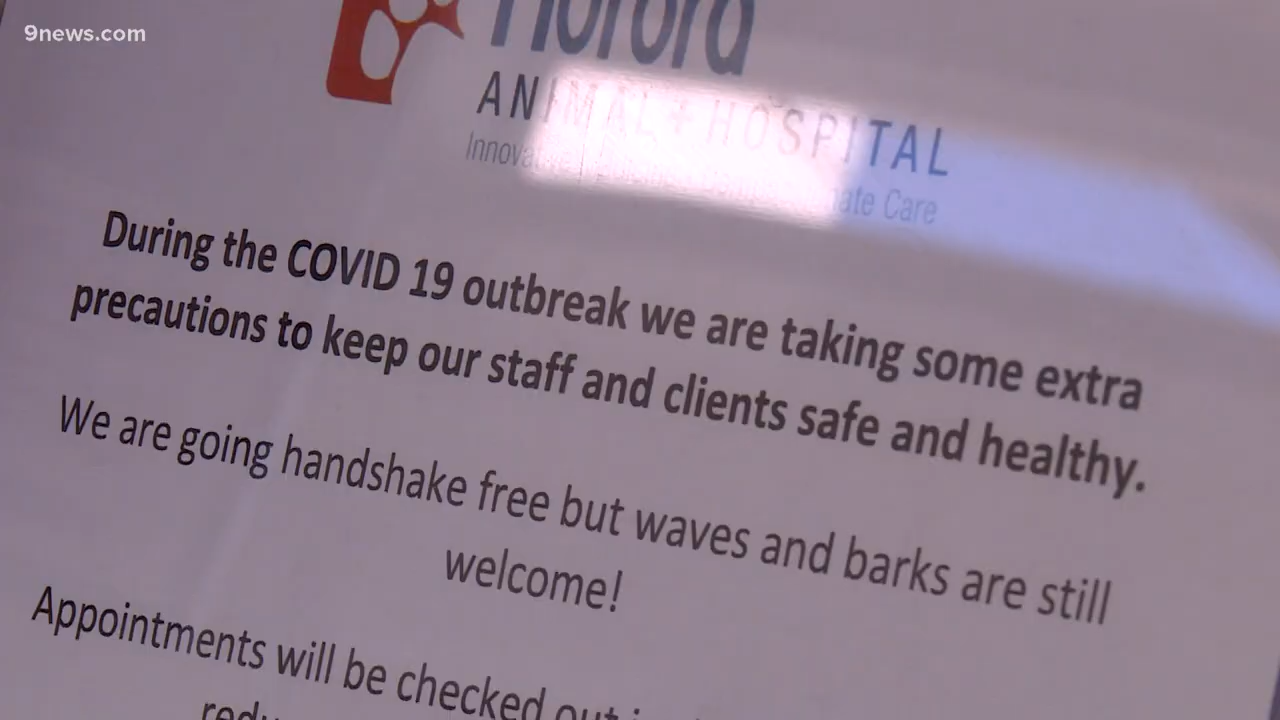 9news.com
ANIMAL + HOSPITAL
Care
During the COVID 19 outbreak we are taking some extra
precautions to keep our staff and clients safe and healthy.
We are going handshake free but waves and barks are still
welcome!
Appointments will be checked out